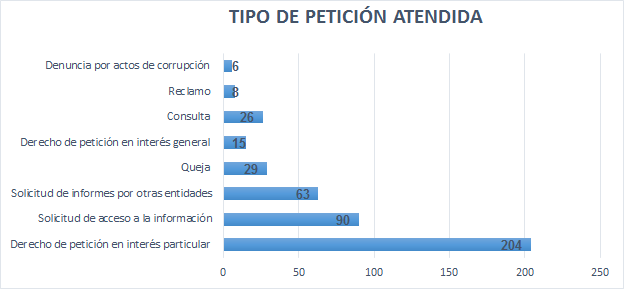 TIPO DE PETICIÓN ATENDIDA
Denuncia por actos de corrupción 6
Reclamo 8
Consulta 26
Derecho de petición en interés general 15
Queja 29
Solicitud de informes por otras entidades 63
Solicitud de acceso a la información 90
Derecho de petición en interés particular 204
0 50 100 150 200 250